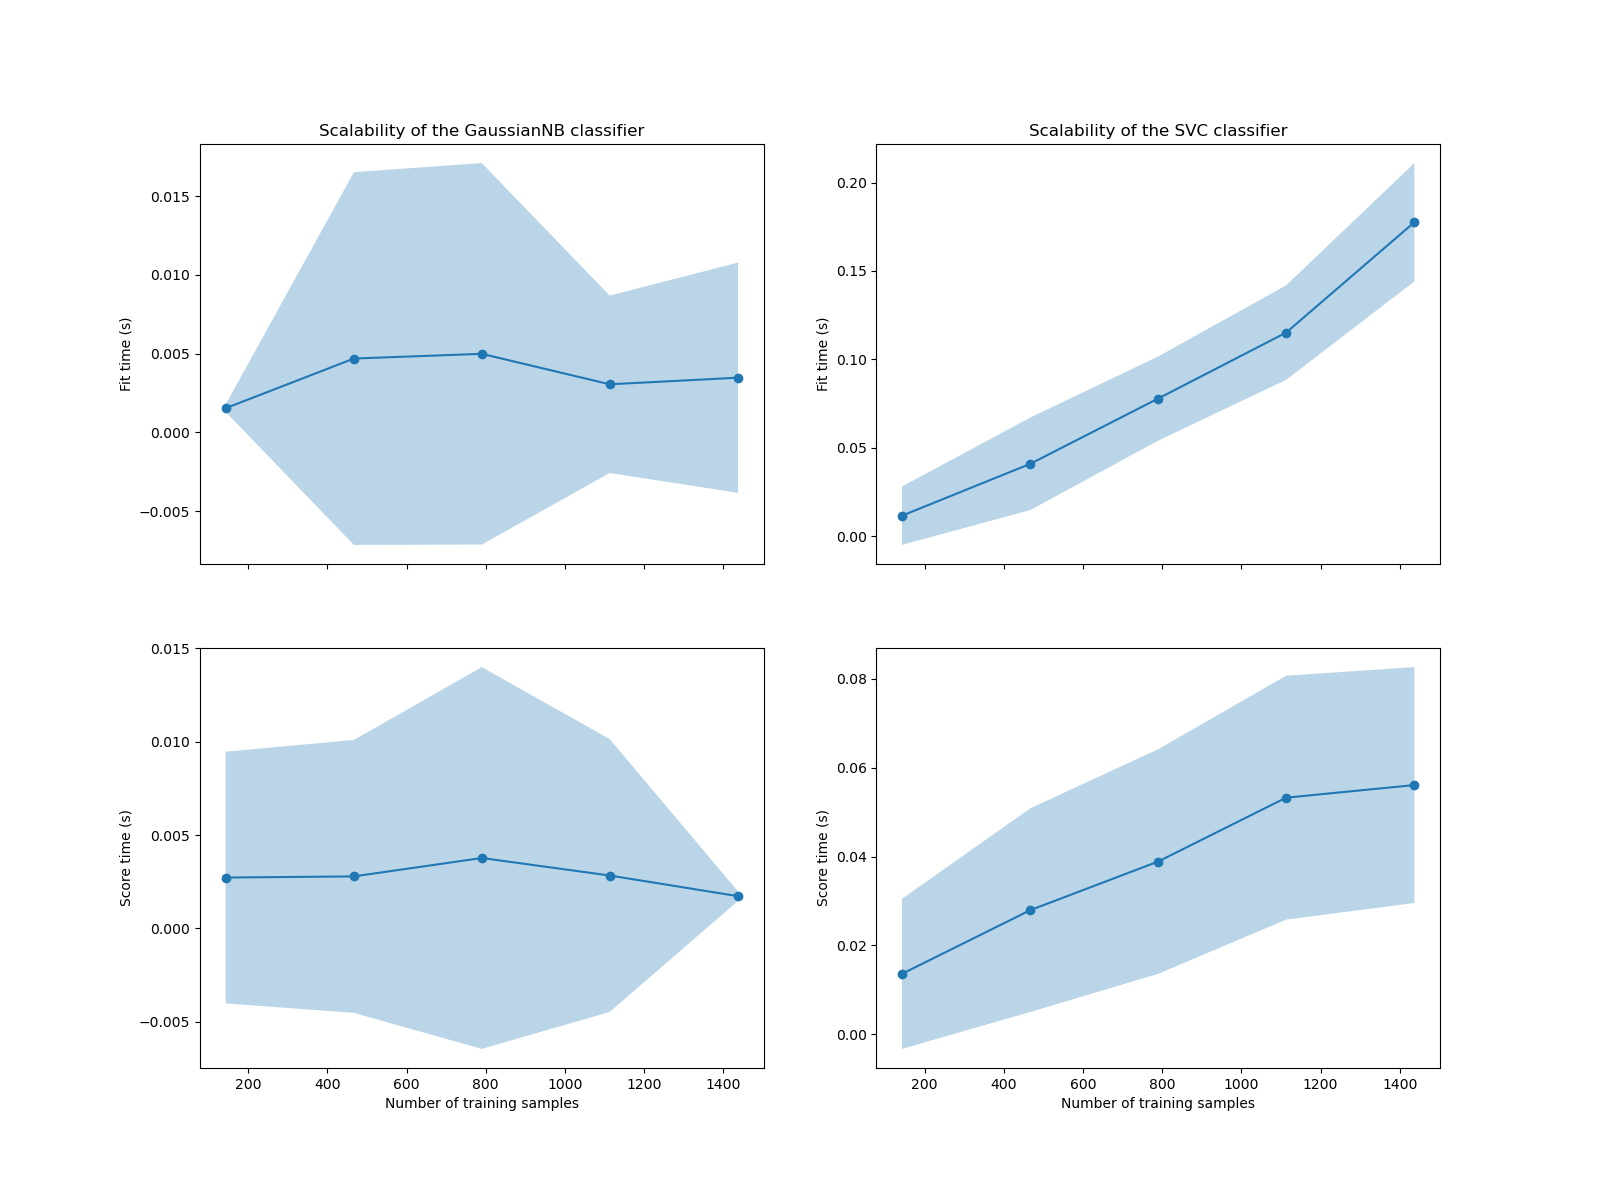 Scalability of the GaussianNB classifier
Fit time (s)
0.015
0.010
0.005
0.000
−0.005
Scalability of the SVC classifier
Fit time (s)
0.20
0.15
0.10
0.05
0.00
Score time (s)
0.015
0.010
0.005
0.000
−0.005
200 400 600 800 1000 1200 1400
Number of training samples
Score time (s)
0.08
0.06
0.04
0.02
0.00
200 400 600 800 1000 1200 1400
Number of training samples